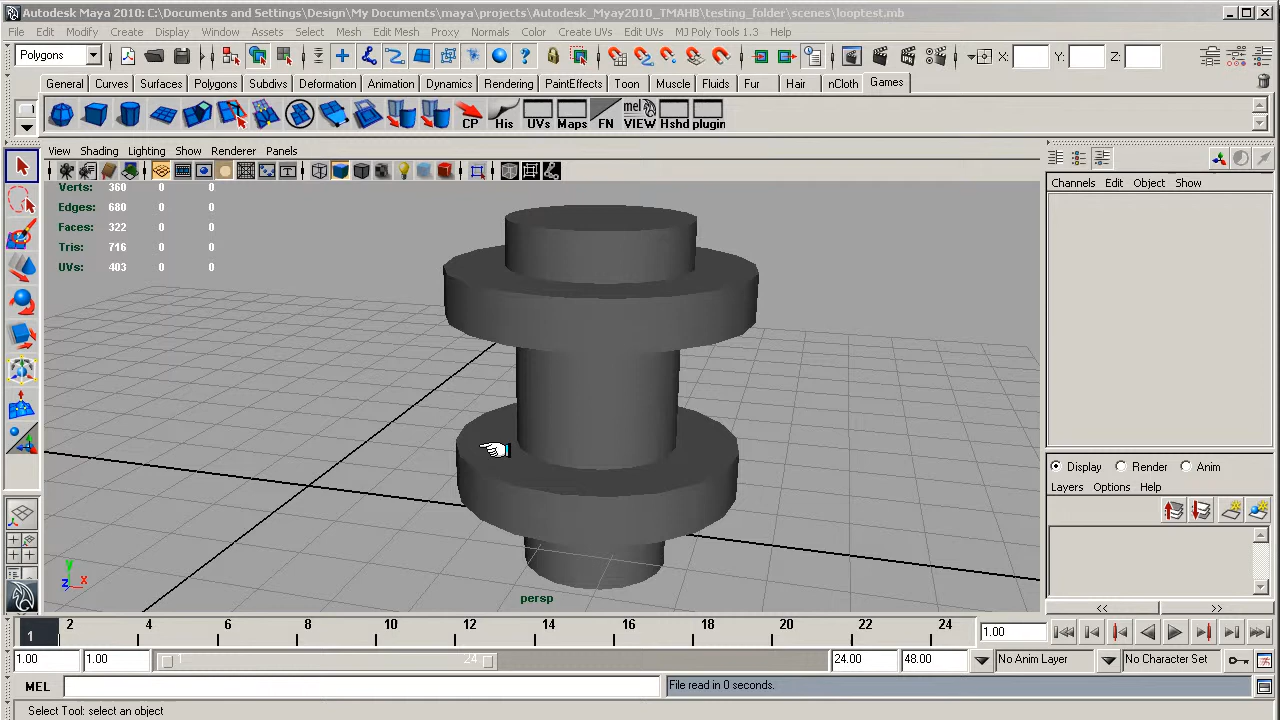 Autodesk Maya 2010: C:\Documents and Settings\Design\My Documents\maya\projects\Autodesk_Myay2010_TMAHB\testing_folder\scenes\looptest.mb
File Edit Modify Create Display Window Assets Select Mesh Edit Mesh Proxy Normals Color Create UVs Edit UVs MJ Poly Tools 1.3 Help
Polygons X: Y: Z:
General Curves Surfaces Polygons Subdivs Deformation Animation Dynamics Rendering PaintEffects Toon Muscle Fluids Fur Hair nCloth Games
CP His UVs Maps FN mel VIEW Hshd plugin
View Shading Lighting Show Renderer Panels
Channels Edit Object Show
Verts: 360 0 0
Edges: 680 0 0
Faces: 322 0 0
Tris: 716 0 0
UVs: 403 0 0
Display Render Anim
Layers Options Help
y
z x
persp
<< >>
1 2 4 6 8 10 12 14 16 18 20 22 24 1.00
1.00 1.00 1 24 24.00 48.00 No Anim Layer No Character Set
MEL File read in 0 seconds.
Select Tool: select an object